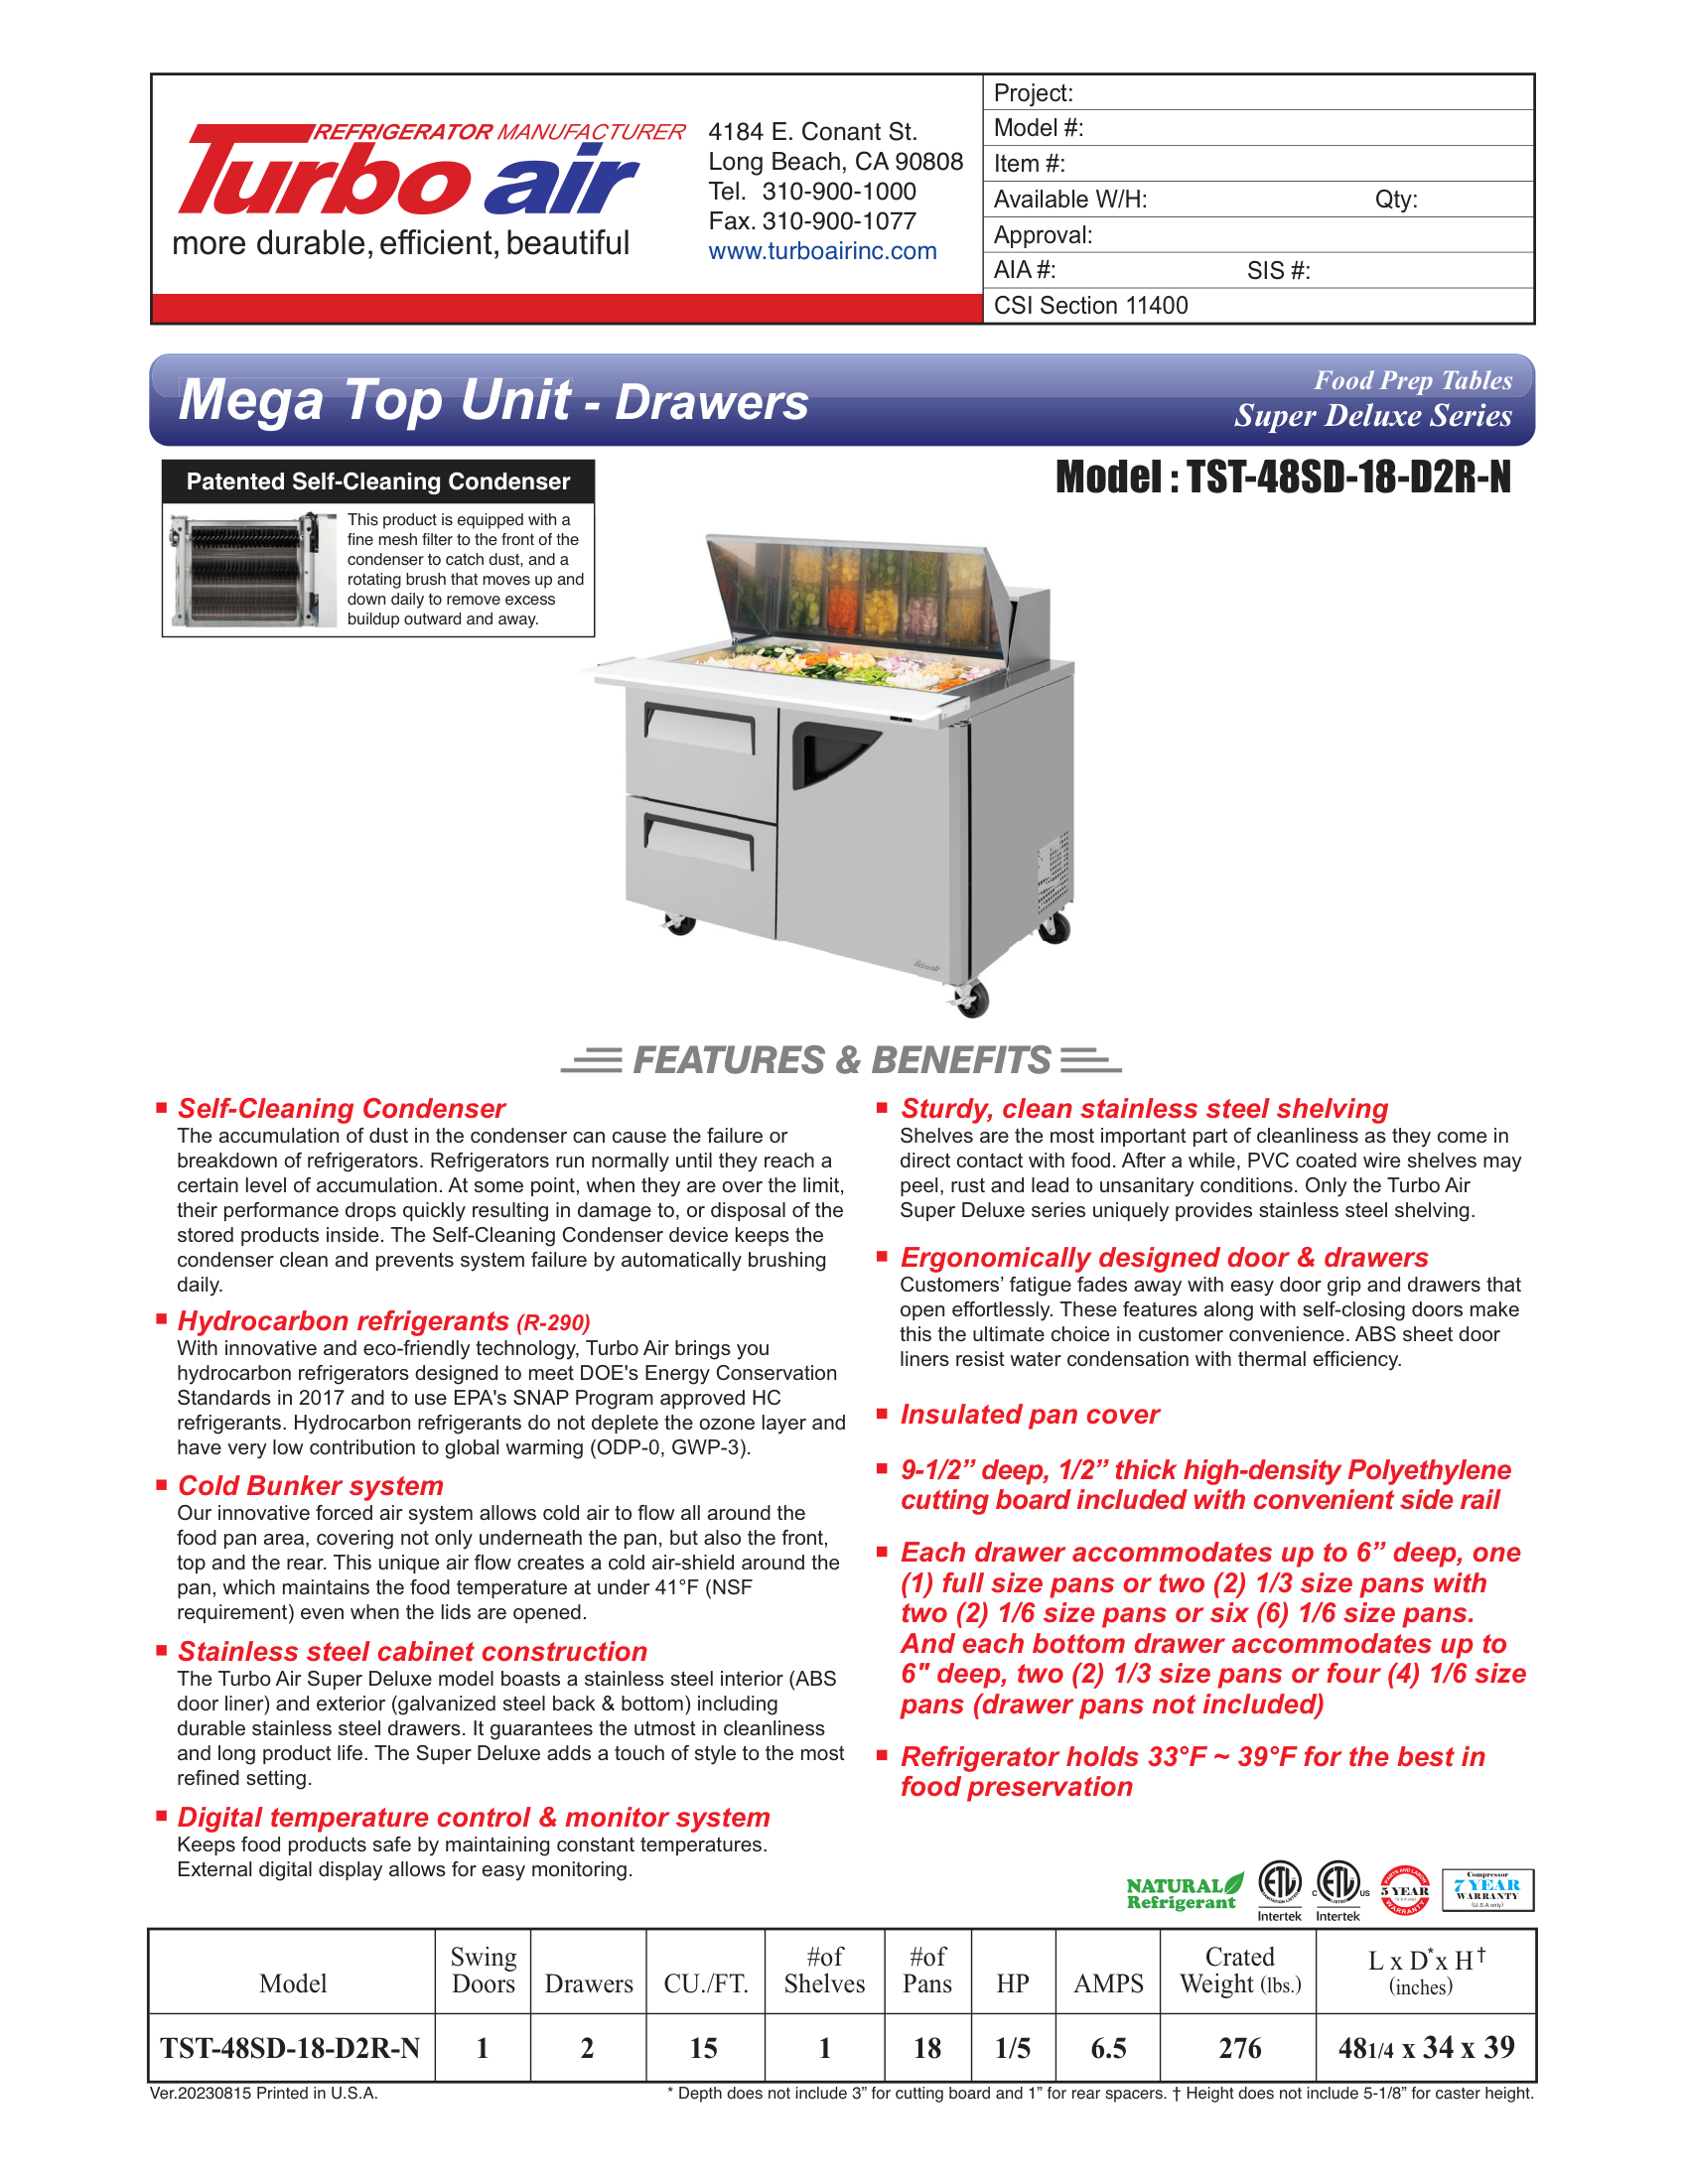 REFRIGERATOR MANUFACTURER
Turbo air
more durable, efficient, beautiful
4184 E. Conant St.
Long Beach, CA 90808
Tel. 310-900-1000
Fax. 310-900-1077
www.turboairinc.com
Project:
Model #:
Item #:
Available W/H: Qty:
Approval:
AIA #: SIS #:
CSI Section 11400
Mega Top Unit - Drawers
Food Prep Tables
Super Deluxe Series
Patented Self-Cleaning Condenser
This product is equipped with a
fine mesh filter to the front of the
condenser to catch dust, and a
rotating brush that moves up and
down daily to remove excess
buildup outward and away.
Model : TST-48SD-18-D2R-N
Turbo air
FEATURES & BENEFITS
■ Self-Cleaning Condenser
The accumulation of dust in the condenser can cause the failure or
breakdown of refrigerators. Refrigerators run normally until they reach a
certain level of accumulation. At some point, when they are over the limit,
their performance drops quickly resulting in damage to, or disposal of the
stored products inside. The Self-Cleaning Condenser device keeps the
condenser clean and prevents system failure by automatically brushing
daily.
■ Hydrocarbon refrigerants (R-290)
With innovative and eco-friendly technology, Turbo Air brings you
hydrocarbon refrigerators designed to meet DOE's Energy Conservation
Standards in 2017 and to use EPA's SNAP Program approved HC
refrigerants. Hydrocarbon refrigerants do not deplete the ozone layer and
have very low contribution to global warming (ODP-0, GWP-3).
■ Cold Bunker system
Our innovative forced air system allows cold air to flow all around the
food pan area, covering not only underneath the pan, but also the front,
top and the rear. This unique air flow creates a cold air-shield around the
pan, which maintains the food temperature at under 41°F (NSF
requirement) even when the lids are opened.
■ Stainless steel cabinet construction
The Turbo Air Super Deluxe model boasts a stainless steel interior (ABS
door liner) and exterior (galvanized steel back & bottom) including
durable stainless steel drawers. It guarantees the utmost in cleanliness
and long product life. The Super Deluxe adds a touch of style to the most
refined setting.
■ Digital temperature control & monitor system
Keeps food products safe by maintaining constant temperatures.
External digital display allows for easy monitoring.
■ Sturdy, clean stainless steel shelving
Shelves are the most important part of cleanliness as they come in
direct contact with food. After a while, PVC coated wire shelves may
peel, rust and lead to unsanitary conditions. Only the Turbo Air
Super Deluxe series uniquely provides stainless steel shelving.
■ Ergonomically designed door & drawers
Customers’ fatigue fades away with easy door grip and drawers that
open effortlessly. These features along with self-closing doors make
this the ultimate choice in customer convenience. ABS sheet door
liners resist water condensation with thermal efficiency.
■ Insulated pan cover
■ 9-1/2” deep, 1/2” thick high-density Polyethylene
cutting board included with convenient side rail
■ Each drawer accommodates up to 6” deep, one
(1) full size pans or two (2) 1/3 size pans with
two (2) 1/6 size pans or six (6) 1/6 size pans.
And each bottom drawer accommodates up to
6" deep, two (2) 1/3 size pans or four (4) 1/6 size
pans (drawer pans not included)
■ Refrigerator holds 33°F ~ 39°F for the best in
food preservation
NATURAL
Refrigerant
ETL
Intertek
C ETL US
Intertek
PARTS AND LABOR
5 YEAR
(U.S.A only)
WARRANTY
Compressor
7 YEAR
WARRANTY
(U.S.A only)
Model Swing Doors Drawers CU./FT. #of Shelves #of Pans HP AMPS Crated Weight (lbs.) L x D* x H† (inches)
TST-48SD-18-D2R-N 1 2 15 1 18 1/5 6.5 276 481/4 x 34 x 39
Ver.20230815 Printed in U.S.A.
* Depth does not include 3” for cutting board and 1” for rear spacers. † Height does not include 5-1/8” for caster height.